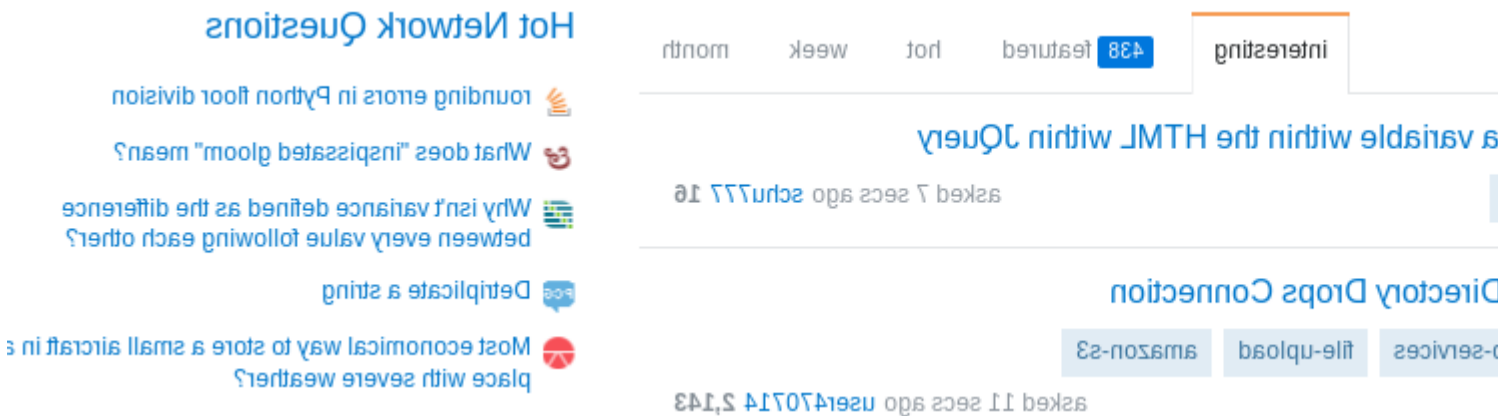 interesting 438 featured hot week month
a variable within the HTML within JQuery
asked 7 secs ago schu777 16
Directory Drops Connection
-services file-upload amazon-s3
asked 11 secs ago user470714 2,143
Hot Network Questions
rounding errors in Python floor division
What does "inspissated gloom" mean?
Why isn't variance defined as the difference
between every value following each other?
PCG Detriplicate a string
Most economical way to store a small aircraft in a
place with severe weather?